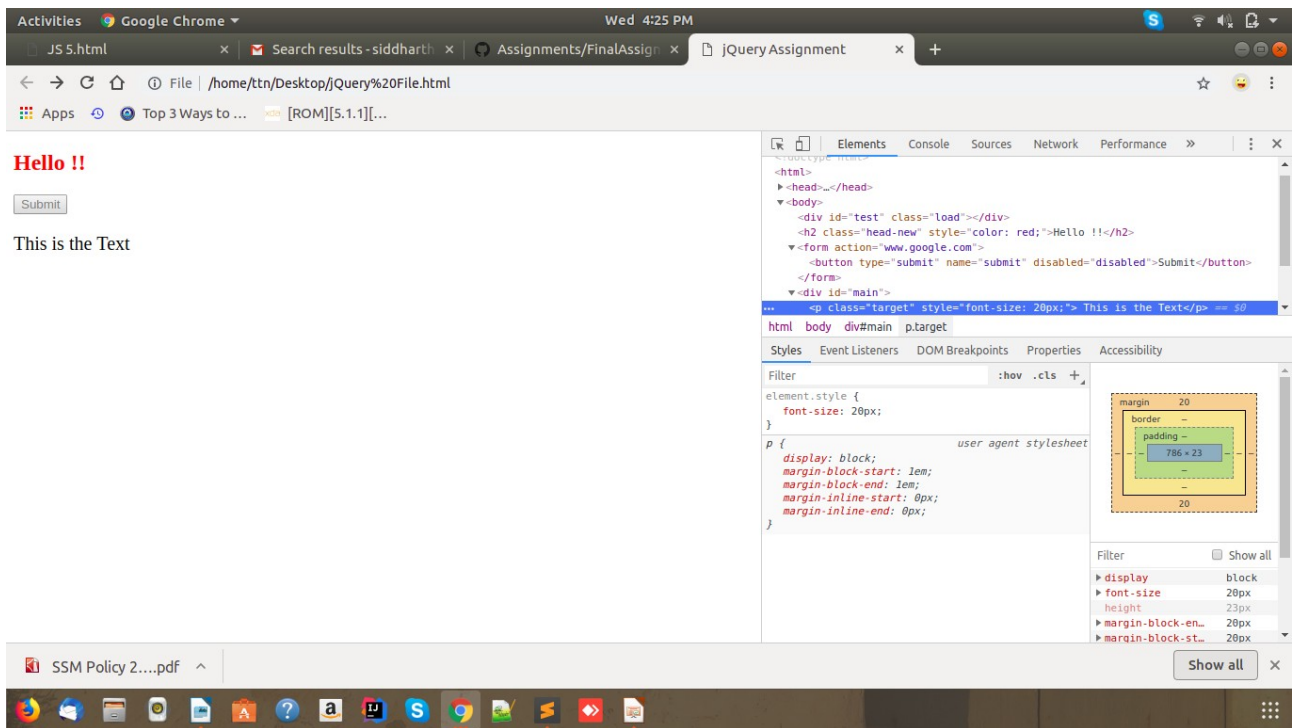 Activities Google Chrome Wed 4:25 PM
JS 5.html Search results - siddharth Assignments/FinalAssign jQuery Assignment
File /home/ttn/Desktop/jQuery%20File.html
Apps Top 3 Ways to ... [ROM][5.1.1][...
Hello !!
Submit
This is the Text
Elements Console Sources Network Performance »
<!doctype html>
<html>
<head>…</head>
<body>
<div id="test" class="load"></div>
<h2 class="head-new" style="color: red;">Hello !!</h2>
<form action="www.google.com">
<button type="submit" name="submit" disabled="disabled">Submit</button>
</form>
<div id="main">
... <p class="target" style="font-size: 20px;"> This is the Text</p> == $0
html body div#main p.target
Styles Event Listeners DOM Breakpoints Properties Accessibility
Filter :hov .cls +
element.style {
font-size: 20px;
}
p { user agent stylesheet
display: block;
margin-block-start: 1em;
margin-block-end: 1em;
margin-inline-start: 0px;
margin-inline-end: 0px;
}
margin 20
border –
padding –
– – – 786 × 23 – – –
–
–
20
Filter Show all
display block
font-size 20px
height 23px
margin-block-en… 20px
margin-block-st… 20px
SSM Policy 2....pdf Show all